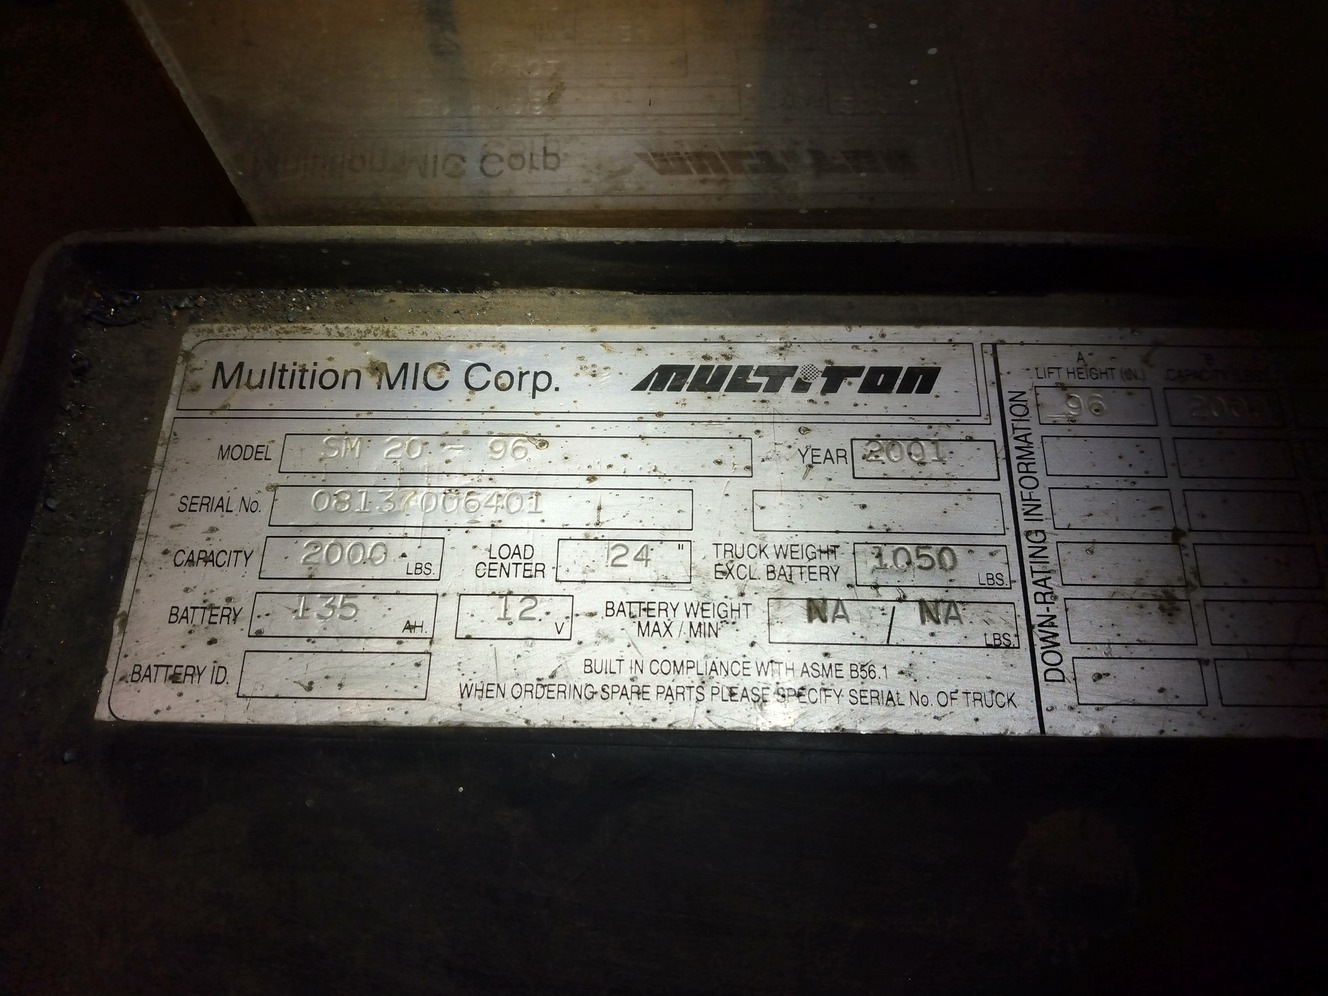 Multition MIC Corp. MULTITON
MODEL SM 20 - 96 YEAR 2001
SERIAL No. 08137006401
CAPACITY 2000 LBS. LOAD CENTER 24 " TRUCK WEIGHT EXCL. BATTERY 1050 LBS.
BATTERY 135 AH. 12 V BATTERY WEIGHT MAX / MIN NA / NA LBS.
BATTERY ID.
BUILT IN COMPLIANCE WITH ASME B56.1
WHEN ORDERING SPARE PARTS PLEASE SPECIFY SERIAL No. OF TRUCK
DOWN-RATING INFORMATION
A
LIFT HEIGHT (IN.) CAPACITY
96 2000